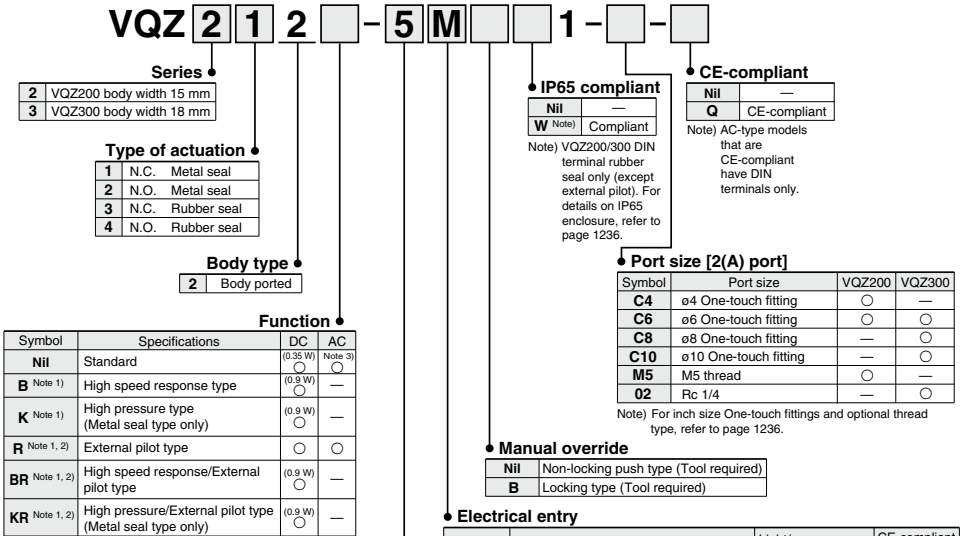 VQZ 2 1 2 - 5 M 1 - -
Series
2 VQZ200 body width 15 mm
3 VQZ300 body width 18 mm
Type of actuation
1 N.C. Metal seal
2 N.O. Metal seal
3 N.C. Rubber seal
4 N.O. Rubber seal
Body type
2 Body ported
Function
Symbol Specifications DC AC
Nil Standard (0.35 W) ○ Note 3) ○
B Note 1) High speed response type (0.9 W) ○ —
K Note 1) High pressure type
(Metal seal type only) (0.9 W) ○ —
R Note 1, 2) External pilot type ○ ○
BR Note 1, 2) High speed response/External
pilot type (0.9 W) ○ —
KR Note 1, 2) High pressure/External pilot type
(Metal seal type only) (0.9 W) ○ —
IP65 compliant
Nil —
W Note) Compliant
Note) VQZ200/300 DIN
terminal rubber
seal only (except
external pilot). For
details on IP65
enclosure, refer to
page 1236.
CE-compliant
Nil —
Q CE-compliant
Note) AC-type models
that are
CE-compliant
have DIN
terminals only.
Port size [2(A) port]
Symbol Port size VQZ200 VQZ300
C4 ø4 One-touch fitting ○ —
C6 ø6 One-touch fitting ○ ○
C8 ø8 One-touch fitting — ○
C10 ø10 One-touch fitting — ○
M5 M5 thread ○ —
02 Rc 1/4 — ○
Note) For inch size One-touch fittings and optional thread
type, refer to page 1236.
Manual override
Nil Non-locking push type (Tool required)
B Locking type (Tool required)
Electrical entry